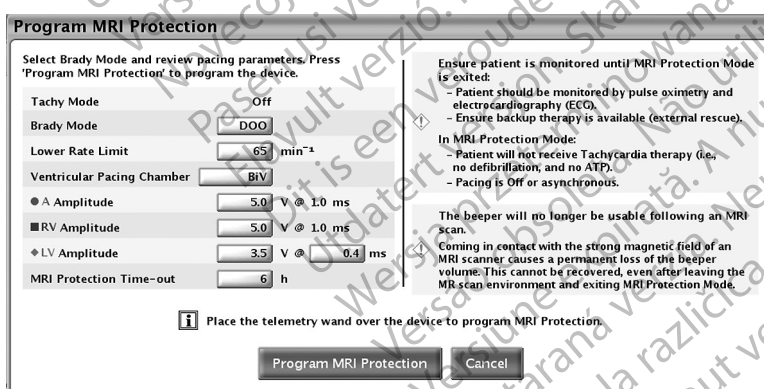 Program MRI Protection
Select Brady Mode and review pacing parameters. Press
'Program MRI Protection' to program the device.
Tachy Mode Off
Brady Mode DOO
Lower Rate Limit 65 min⁻¹
Ventricular Pacing Chamber BiV
A Amplitude 5.0 V @ 1.0 ms
RV Amplitude 5.0 V @ 1.0 ms
LV Amplitude 3.5 V @ 0.4 ms
MRI Protection Time-out 6 h
Ensure patient is monitored until MRI Protection Mode
is exited:
- Patient should be monitored by pulse oximetry and
electrocardiography (ECG).
- Ensure backup therapy is available (external rescue).
In MRI Protection Mode:
- Patient will not receive Tachycardia therapy (i.e.,
no defibrillation, and no ATP).
- Pacing is Off or asynchronous.
The beeper will no longer be usable following an MRI
scan.
Coming in contact with the strong magnetic field of an
MRI scanner causes a permanent loss of the beeper
volume. This cannot be recovered, even after leaving the
MR scan environment and exiting MRI Protection Mode.
Place the telemetry wand over the device to program MRI Protection.
Program MRI Protection Cancel
Dit is een
Versão obsoleta. Não